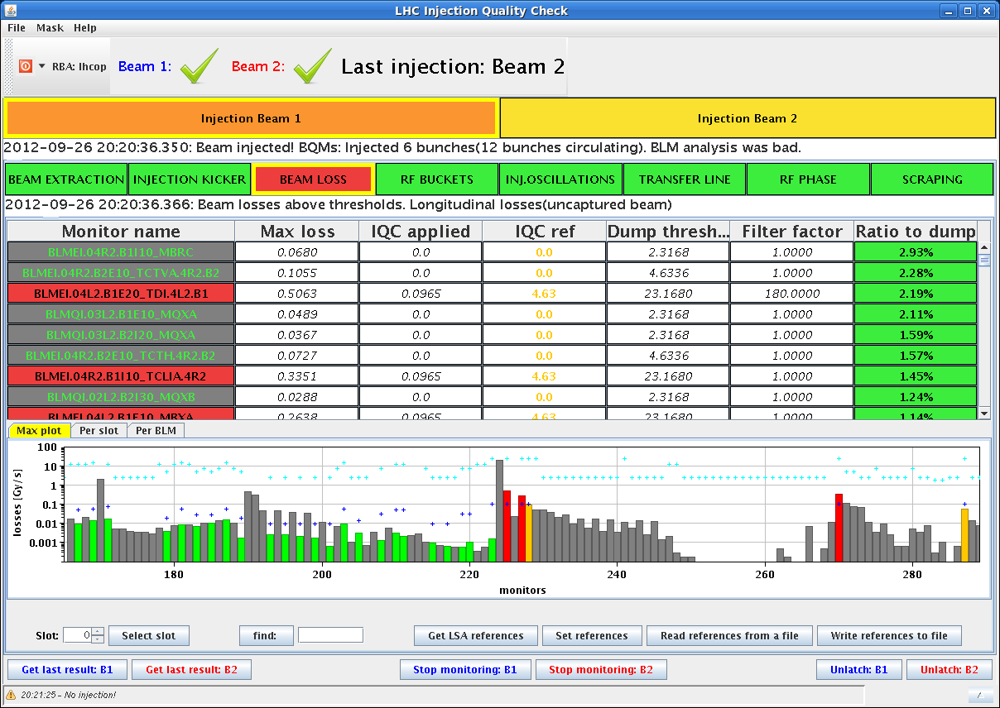 LHC Injection Quality Check
File Mask Help
RBA: lhcop Beam 1: Beam 2: Last injection: Beam 2
Injection Beam 1 Injection Beam 2
2012-09-26 20:20:36.350: Beam injected! BQMs: Injected 6 bunches(12 bunches circulating). BLM analysis was bad.
BEAM EXTRACTION INJECTION KICKER BEAM LOSS RF BUCKETS INJ.OSCILLATIONS TRANSFER LINE RF PHASE SCRAPING
2012-09-26 20:20:36.366: Beam losses above thresholds. Longitudinal losses(uncaptured beam)
Monitor name Max loss IQC applied IQC ref Dump thresh... Filter factor Ratio to dump
BLMEI.04R2.B1I10_MBRC 0.0680 0.0 0.0 2.3168 1.0000 2.93%
BLMEI.04R2.B2E10_TCTVA.4R2.B2 0.1055 0.0 0.0 4.6336 1.0000 2.28%
BLMEI.04L2.B1E20_TDI.4L2.B1 0.5063 0.0965 4.63 23.1680 180.0000 2.19%
BLMQI.03L2.B1E10_MQXA 0.0489 0.0 0.0 2.3168 1.0000 2.11%
BLMQI.03L2.B2I20_MQXA 0.0367 0.0 0.0 2.3168 1.0000 1.59%
BLMEI.04R2.B2E10_TCTH.4R2.B2 0.0727 0.0 0.0 4.6336 1.0000 1.57%
BLMEI.04R2.B1I10_TCLIA.4R2 0.3351 0.0965 4.63 23.1680 1.0000 1.45%
BLMQI.02L2.B2I30_MQXB 0.0288 0.0 0.0 2.3168 1.0000 1.24%
BLMEI.04L2.B1E10_MBXA 0.2638 0.0965 4.63 23.1680 1.0000 1.14%
Max plot Per slot Per BLM
losses [Gy/s]
100
10
1
0.1
0.01
0.001
180 200 220 240 260 280
monitors
Slot: 0 Select slot find: Get LSA references Set references Read references from a file Write references to file
Get last result: B1 Get last result: B2 Stop monitoring: B1 Stop monitoring: B2 Unlatch: B1 Unlatch: B2
20:21:25 - No injection!